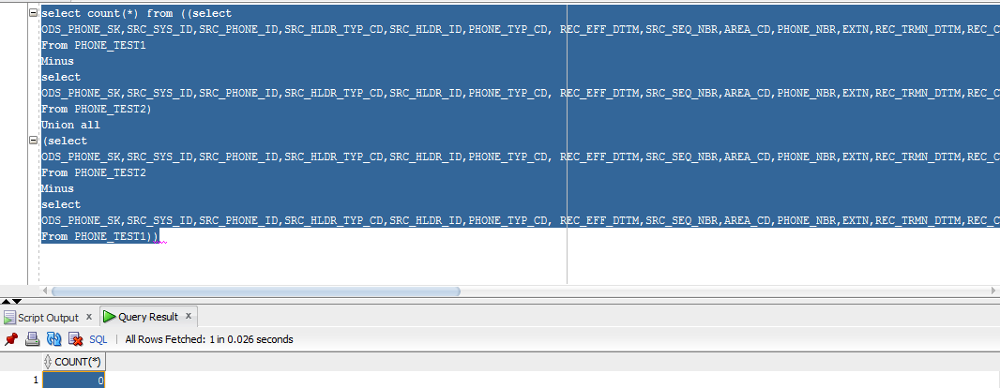 select count(*) from ((select
ODS_PHONE_SK,SRC_SYS_ID,SRC_PHONE_ID,SRC_HLDR_TYP_CD,SRC_HLDR_ID,PHONE_TYP_CD, REC_EFF_DTTM,SRC_SEQ_NBR,AREA_CD,PHONE_NBR,EXTN,REC_TRMN_DTTM,REC_C
From PHONE_TEST1
Minus
select
ODS_PHONE_SK,SRC_SYS_ID,SRC_PHONE_ID,SRC_HLDR_TYP_CD,SRC_HLDR_ID,PHONE_TYP_CD, REC_EFF_DTTM,SRC_SEQ_NBR,AREA_CD,PHONE_NBR,EXTN,REC_TRMN_DTTM,REC_C
From PHONE_TEST2)
Union all
(select
ODS_PHONE_SK,SRC_SYS_ID,SRC_PHONE_ID,SRC_HLDR_TYP_CD,SRC_HLDR_ID,PHONE_TYP_CD, REC_EFF_DTTM,SRC_SEQ_NBR,AREA_CD,PHONE_NBR,EXTN,REC_TRMN_DTTM,REC_C
From PHONE_TEST2
Minus
select
ODS_PHONE_SK,SRC_SYS_ID,SRC_PHONE_ID,SRC_HLDR_TYP_CD,SRC_HLDR_ID,PHONE_TYP_CD, REC_EFF_DTTM,SRC_SEQ_NBR,AREA_CD,PHONE_NBR,EXTN,REC_TRMN_DTTM,REC_C
From PHONE_TEST1))
Script Output x Query Result x
SQL | All Rows Fetched: 1 in 0.026 seconds
COUNT(*)
1 0